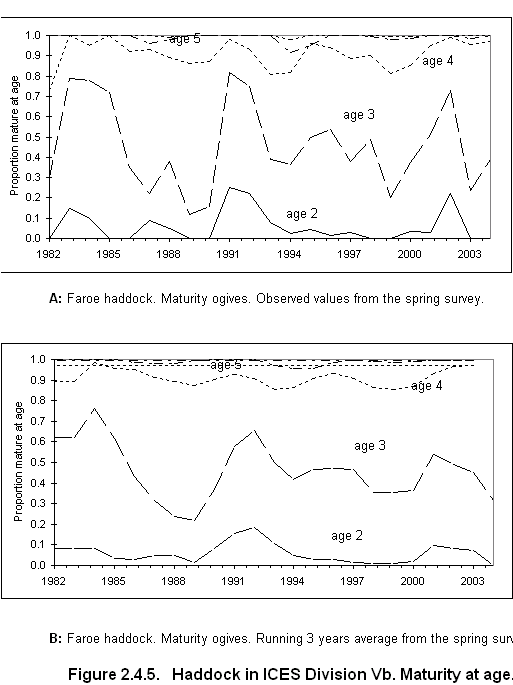 1.0
0.9
0.8
0.7
0.6
0.5
0.4
0.3
0.2
0.1
0.0
Proportion mature at age
age 5
age 4
age 3
age 2
1982 1985 1988 1991 1994 1997 2000 2003
A: Faroe haddock. Maturity ogives. Observed values from the spring survey.
1.0
0.9
0.8
0.7
0.6
0.5
0.4
0.3
0.2
0.1
0.0
Proportion mature at age
age 5
age 4
age 3
age 2
1982 1985 1988 1991 1994 1997 2000 2003
B: Faroe haddock. Maturity ogives. Running 3 years average from the spring sur
Figure 2.4.5. Haddock in ICES Division Vb. Maturity at age.